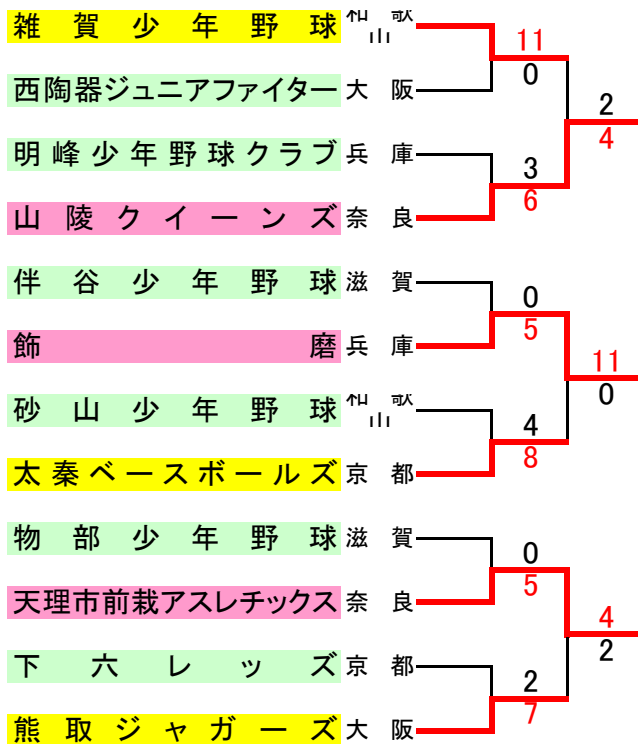 雑賀少年野球 和歌山
11
0
西陶器ジュニアファイター 大阪
2
4
明峰少年野球クラブ 兵庫
3
6
山陵クイーンズ 奈良
伴谷少年野球 滋賀
0
5
飾磨 兵庫
11
0
砂山少年野球 和歌山
4
8
太秦ベースボールズ 京都
物部少年野球 滋賀
0
5
天理市前栽アスレチックス 奈良
4
2
下六レッズ 京都
2
7
熊取ジャガーズ 大阪